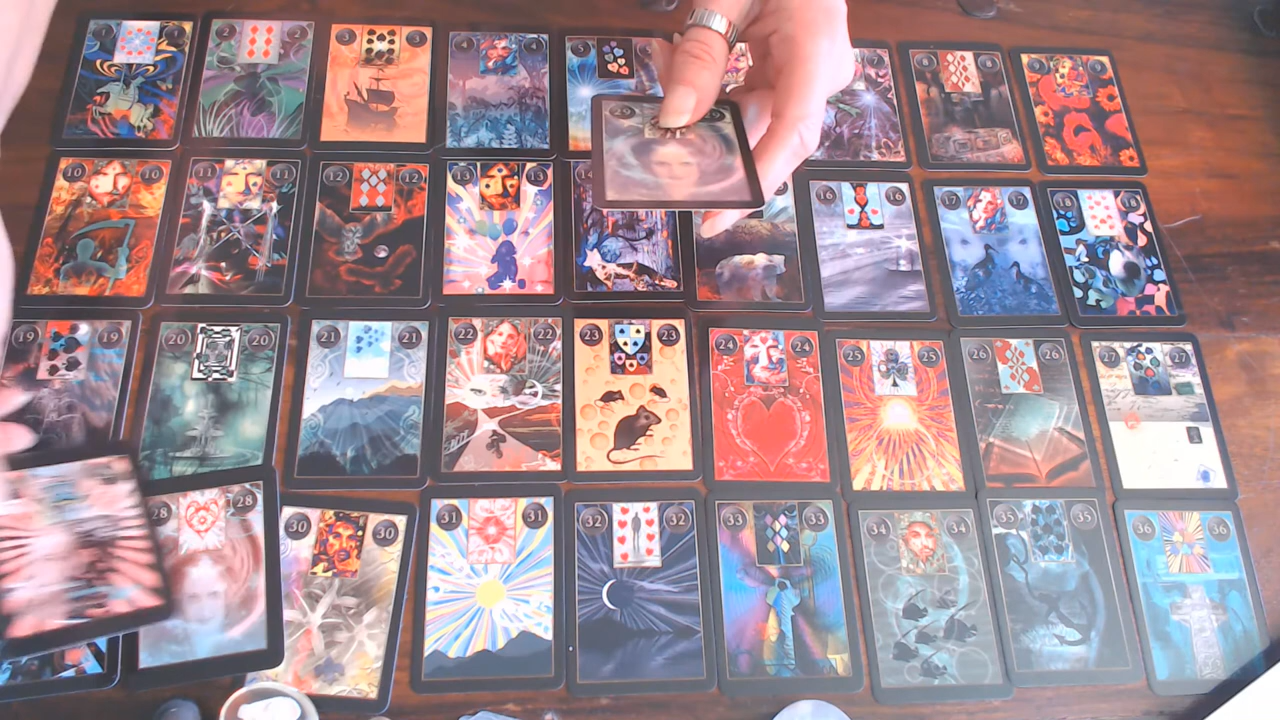 1 1 2 2 3 3 4 4 5 5 7 8 8
10 10 11 11 12 12 13 13 14 16 16 17 17 18 18
19 19 20 20 21 21 22 22 23 23 24 24 25 25 26 26 27 27
28 28 30 30 31 31 32 32 33 33 34 34 35 35 36 36